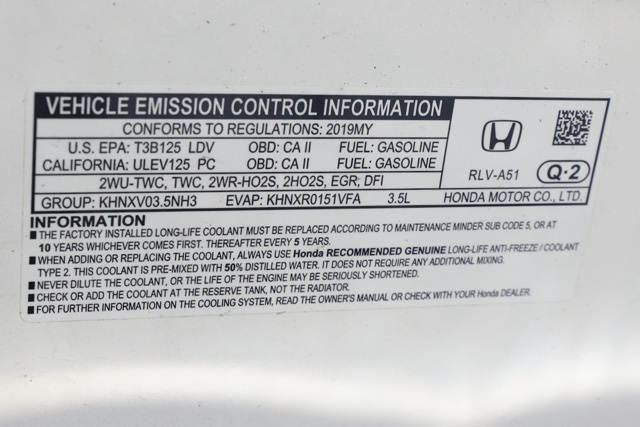 VEHICLE EMISSION CONTROL INFORMATION
CONFORMS TO REGULATIONS: 2019MY
U.S. EPA: T3B125 LDV OBD: CA II FUEL: GASOLINE
CALIFORNIA: ULEV125 PC OBD: CA II FUEL: GASOLINE
2WU-TWC, TWC, 2WR-HO2S, 2HO2S, EGR, DFI
GROUP: KHNXV03.5NH3 EVAP: KHNXR0151VFA 3.5L
RLV-A51 Q·2
HONDA MOTOR CO., LTD.
INFORMATION
■ THE FACTORY INSTALLED LONG-LIFE COOLANT MUST BE REPLACED ACCORDING TO MAINTENANCE MINDER SUB CODE 5, OR AT
10 YEARS WHICHEVER COMES FIRST. THEREAFTER EVERY 5 YEARS.
■ WHEN ADDING OR REPLACING THE COOLANT, ALWAYS USE Honda RECOMMENDED GENUINE LONG-LIFE ANTI-FREEZE / COOLANT
TYPE 2. THIS COOLANT IS PRE-MIXED WITH 50% DISTILLED WATER. IT DOES NOT REQUIRE ANY ADDITIONAL MIXING.
■ NEVER DILUTE THE COOLANT, OR THE LIFE OF THE ENGINE MAY BE SERIOUSLY SHORTENED.
■ CHECK OR ADD THE COOLANT AT THE RESERVE TANK, NOT THE RADIATOR.
■ FOR FURTHER INFORMATION ON THE COOLING SYSTEM, READ THE OWNER'S MANUAL OR CHECK WITH YOUR Honda DEALER.